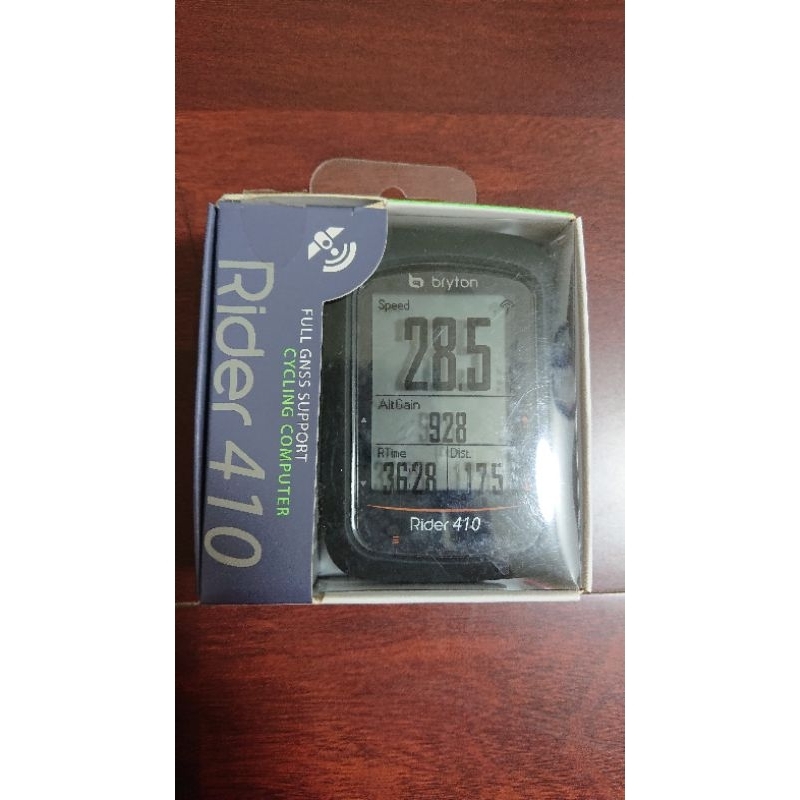 Rider 410
FULL GNSS SUPPORT
CYCLING COMPUTER
bryton
Speed
28.5
AltGain
928
RTime
Dist.
3628
117.5
Rider 410